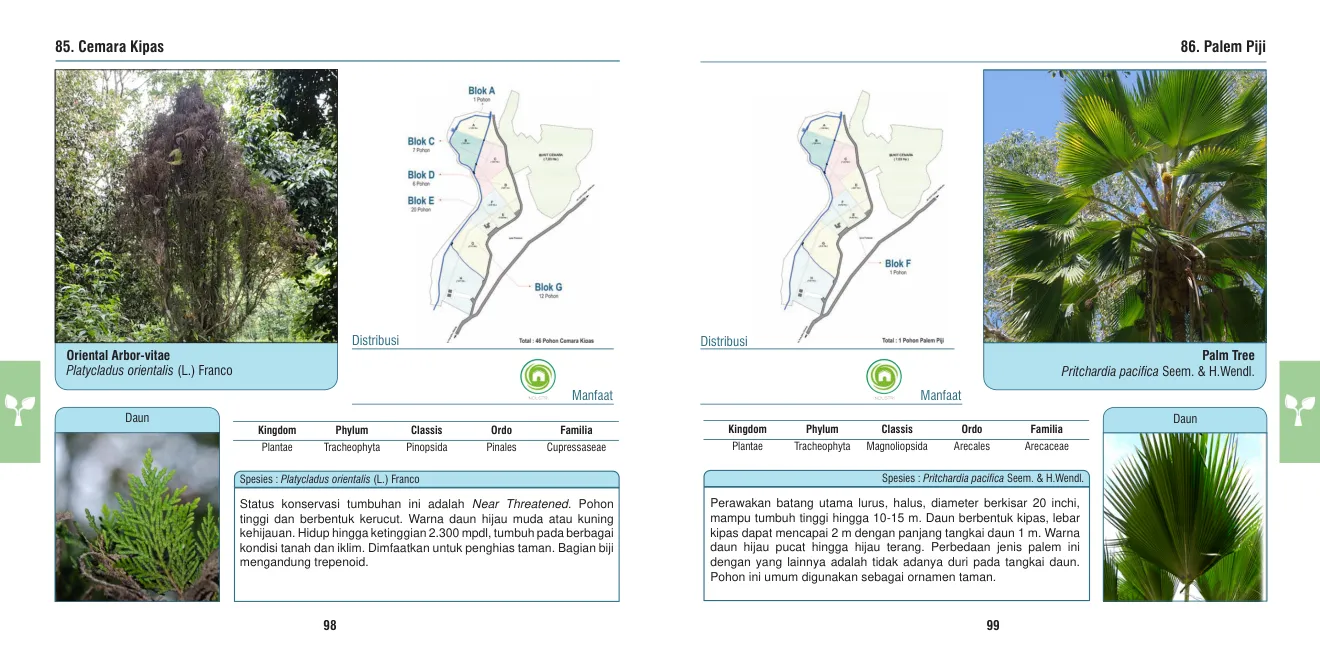 85. Cemara Kipas
Blok A
1 Pohon
Blok C
7 Pohon
Blok D
6 Pohon
Blok E
20 Pohon
BUKIT CEMARA
Blok G
12 Pohon
Distribusi
Total : 46 Pohon Cemara Kipas
Manfaat
Oriental Arbor-vitae
Platycladus orientalis (L.) Franco
Daun
Kingdom Phylum Classis Ordo Familia
Plantae Tracheophyta Pinopsida Pinales Cupressaseae
Spesies : Platycladus orientalis (L.) Franco
Status konservasi tumbuhan ini adalah Near Threatened. Pohon
tinggi dan berbentuk kerucut. Warna daun hijau muda atau kuning
kehijauan. Hidup hingga ketinggian 2.300 mpdl, tumbuh pada berbagai
kondisi tanah dan iklim. Dimfaatkan untuk penghias taman. Bagian biji
mengandung trepenoid.
98
86. Palem Piji
BUKIT CEMARA
Blok F
1 Pohon
Distribusi
Total : 1 Pohon Palem Piji
Manfaat
Palm Tree
Pritchardia pacifica Seem. & H.Wendl.
Kingdom Phylum Classis Ordo Familia
Plantae Tracheophyta Magnoliopsida Arecales Arecaceae
Daun
Spesies : Pritchardia pacifica Seem. & H.Wendl.
Perawakan batang utama lurus, halus, diameter berkisar 20 inchi,
mampu tumbuh tinggi hingga 10-15 m. Daun berbentuk kipas, lebar
kipas dapat mencapai 2 m dengan panjang tangkai daun 1 m. Warna
daun hijau pucat hingga hijau terang. Perbedaan jenis palem ini
dengan yang lainnya adalah tidak adanya duri pada tangkai daun.
Pohon ini umum digunakan sebagai ornamen taman.
99